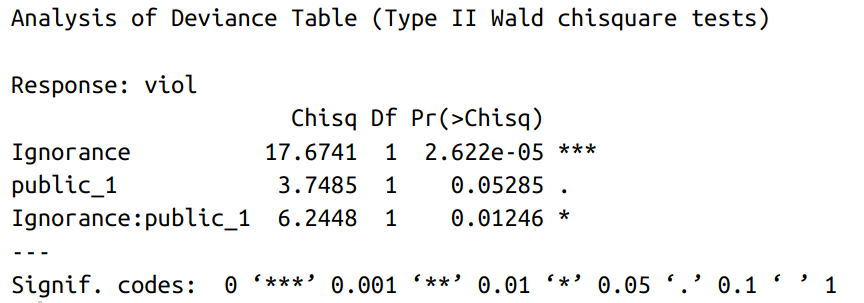 Analysis of Deviance Table (Type II Wald chisquare tests)
Response: viol
Chisq Df Pr(>Chisq)
Ignorance 17.6741 1 2.622e-05 ***
public_1 3.7485 1 0.05285 .
Ignorance:public_1 6.2448 1 0.01246 *
---
Signif. codes: 0 ‘***’ 0.001 ‘**’ 0.01 ‘*’ 0.05 ‘.’ 0.1 ‘ ’ 1